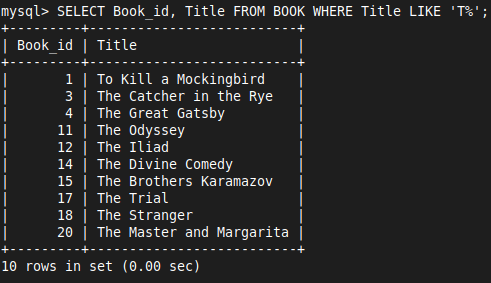 mysql> SELECT Book_id, Title FROM BOOK WHERE Title LIKE 'T%';
+---------+--------------------------+
| Book_id | Title                    |
+---------+--------------------------+
|       1 | To Kill a Mockingbird    |
|       3 | The Catcher in the Rye   |
|       4 | The Great Gatsby         |
|      11 | The Odyssey              |
|      12 | The Iliad                |
|      14 | The Divine Comedy        |
|      15 | The Brothers Karamazov   |
|      17 | The Trial                |
|      18 | The Stranger             |
|      20 | The Master and Margarita |
+---------+--------------------------+
10 rows in set (0.00 sec)